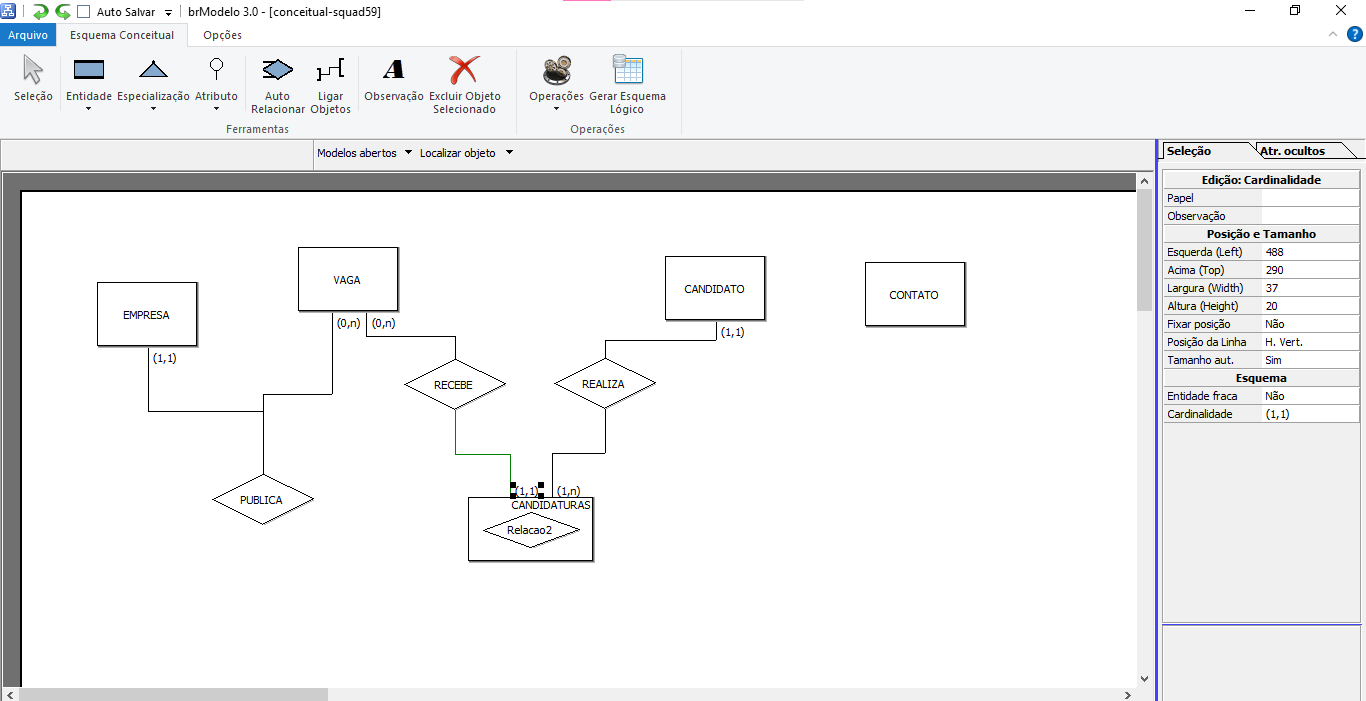 Auto Salvar
brModelo 3.0 - [conceitual-squad59]
Arquivo
Esquema Conceitual
Opções
?
A
Seleção
Entidade
Especialização
Atributo
Auto
Relacionar
Ligar
Objetos
Observação
Excluir Objeto
Selecionado
Operações
Gerar Esquema
Lógico
Ferramentas
Operações
Modelos abertos
Localizar objeto
Seleção
Atr. ocultos
Edição: Cardinalidade
Papel
Observação
Posição e Tamanho
Esquerda (Left) 488
Acima (Top) 290
Largura (Width) 37
Altura (Height) 20
Fixar posição Não
Posição da Linha H. Vert.
Tamanho aut. Sim
Esquema
Entidade fraca Não
Cardinalidade (1,1)
VAGA
CANDIDATO
CONTATO
EMPRESA
(0,n)
(0,n)
(1,1)
(1,1)
RECEBE
REALIZA
PUBLICA
(1,1)
(1,n)
CANDIDATURAS
Relacao2